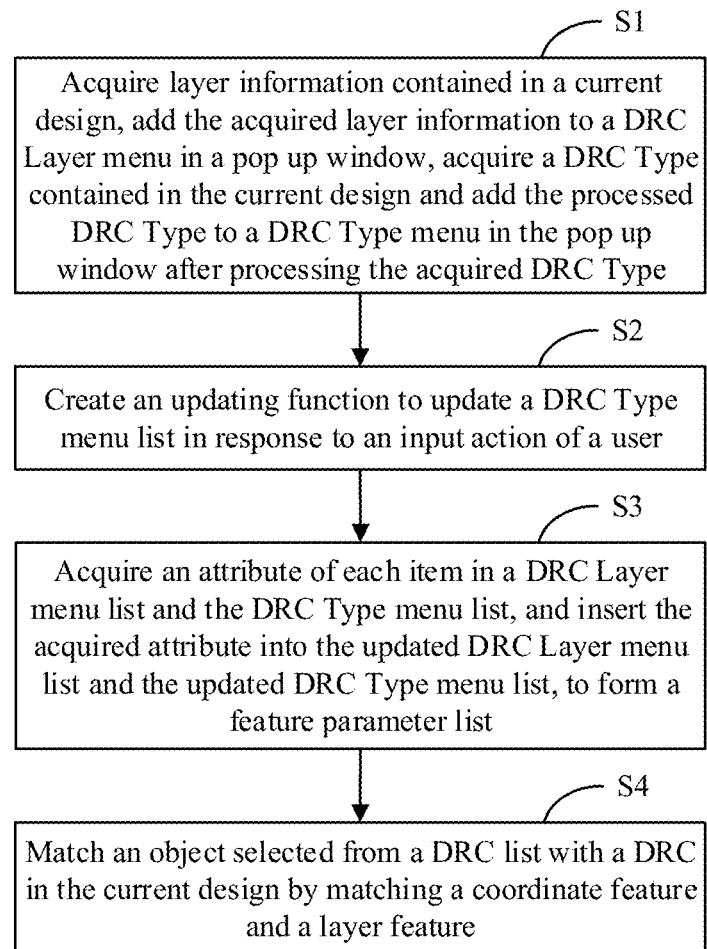 S1
Acquire layer information contained in a current
design, add the acquired layer information to a DRC
Layer menu in a pop up window, acquire a DRC Type
contained in the current design and add the processed
DRC Type to a DRC Type menu in the pop up
window after processing the acquired DRC Type
S2
Create an updating function to update a DRC Type
menu list in response to an input action of a user
S3
Acquire an attribute of each item in a DRC Layer
menu list and the DRC Type menu list, and insert the
acquired attribute into the updated DRC Layer menu
list and the updated DRC Type menu list, to form a
feature parameter list
S4
Match an object selected from a DRC list with a DRC
in the current design by matching a coordinate feature
and a layer feature